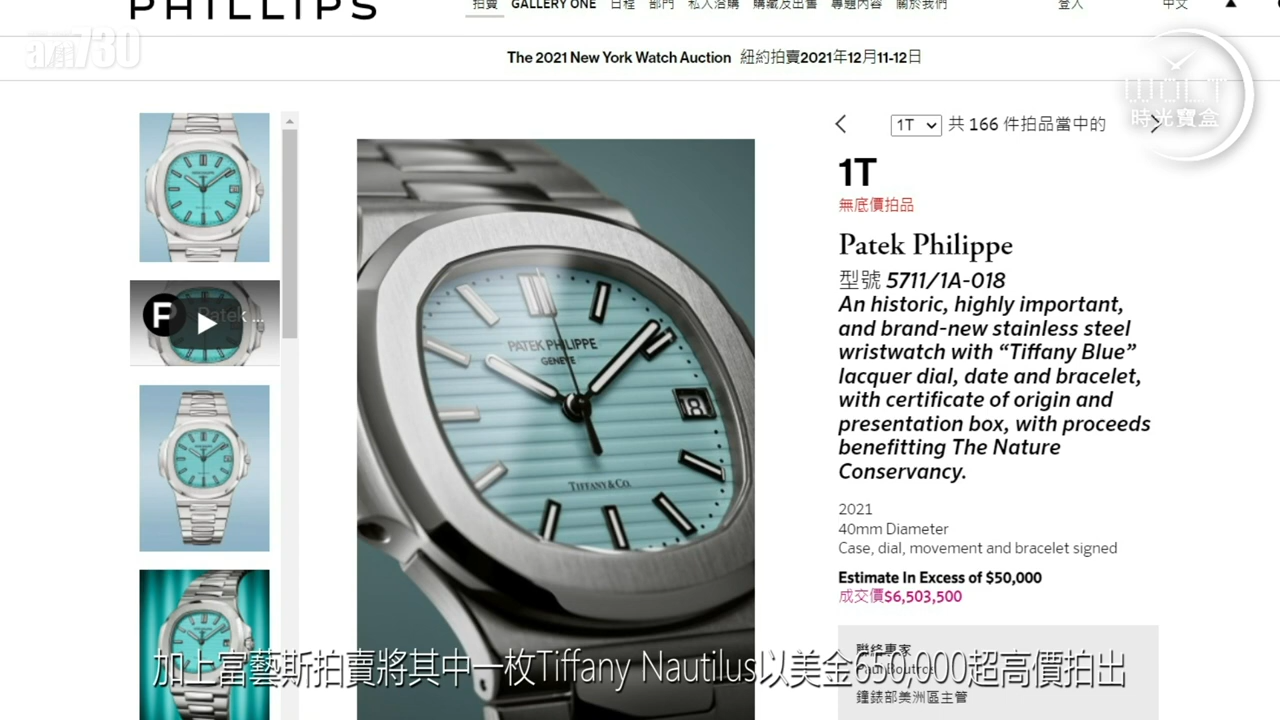 PHILLIPS
拍賣 GALLERY ONE 日程 部門 私人洽購 購藏及出售 專題內容 關於我們 登入 中文
am730
The 2021 New York Watch Auction 紐約拍賣2021年12月11-12日
WOLT
時光寶盒
1T 共 166 件拍品當中的
1T
無底價拍品
Patek Philippe
型號 5711/1A-018
An historic, highly important,
and brand-new stainless steel
wristwatch with “Tiffany Blue”
lacquer dial, date and bracelet,
with certificate of origin and
presentation box, with proceeds
benefitting The Nature
Conservancy.
2021
40mm Diameter
Case, dial, movement and bracelet signed
Estimate In Excess of $50,000
成交價$6,503,500
聯絡專家
鐘錶部美洲區主管
P
Patek ...
PATEK PHILIPPE
GENEVE
18
TIFFANY & CO.
加上富藝斯拍賣將其中一枚Tiffany Nautilus以美金650,000超高價拍出